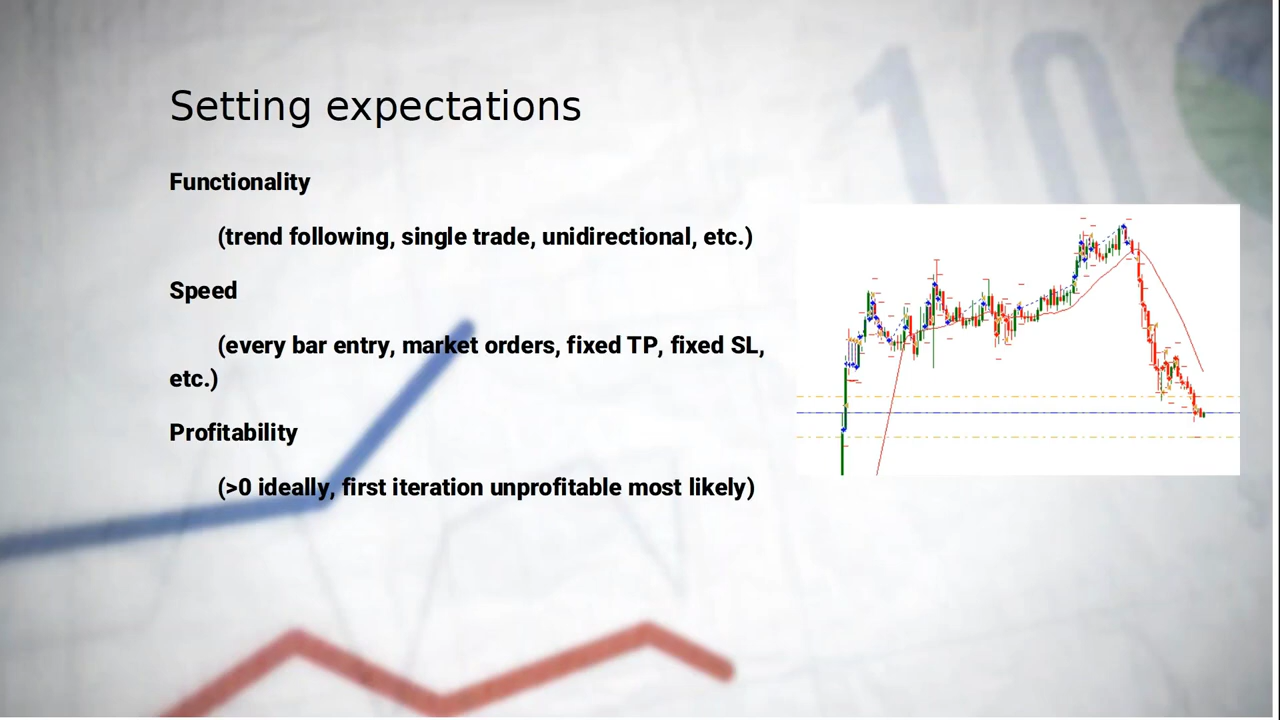 10
Setting expectations
Functionality
(trend following, single trade, unidirectional, etc.)
Speed
(every bar entry, market orders, fixed TP, fixed SL,
etc.)
Profitability
(>0 ideally, first iteration unprofitable most likely)